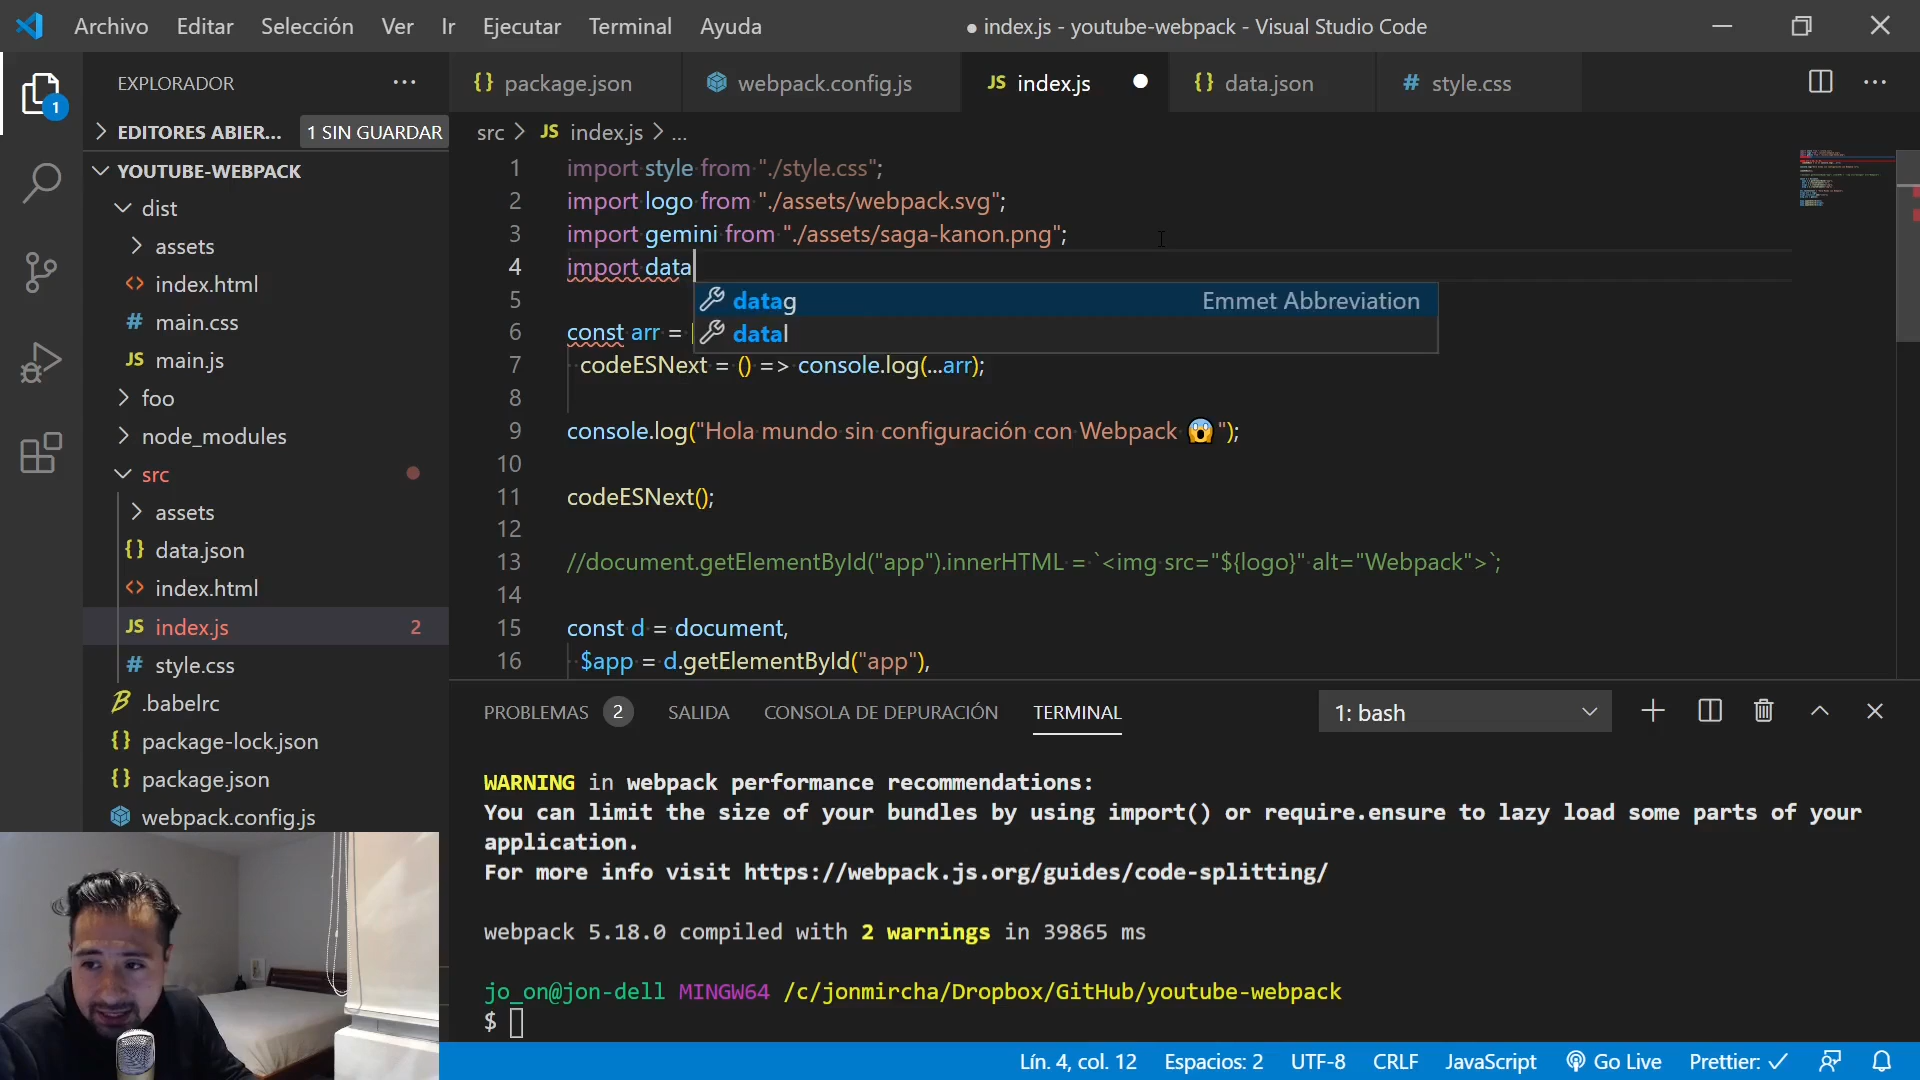 Archivo Editar Selección Ver Ir Ejecutar Terminal Ayuda
● index.js - youtube-webpack - Visual Studio Code
EXPLORADOR
EDITORES ABIER... 1 SIN GUARDAR
YOUTUBE-WEBPACK
dist
assets
index.html
main.css
main.js
foo
node_modules
src
assets
data.json
index.html
index.js 2
style.css
.babelrc
package-lock.json
package.json
webpack.config.js
1
package.json webpack.config.js JS index.js data.json style.css
src > JS index.js > ...
1 import style from "./style.css";
2 import logo from "./assets/webpack.svg";
3 import gemini from "./assets/saga-kanon.png";
4 import data
datag Emmet Abbreviation
datal
5
6 const arr = [
7 codeESNext = () => console.log(...arr);
8
9 console.log("Hola mundo sin configuración con Webpack 😱 ");
10
11 codeESNext();
12
13 //document.getElementById("app").innerHTML = `<img src="${logo}" alt="Webpack">`;
14
15 const d = document,
16 $app = d.getElementById("app"),
PROBLEMAS 2 SALIDA CONSOLA DE DEPURACIÓN TERMINAL 1: bash
WARNING in webpack performance recommendations:
You can limit the size of your bundles by using import() or require.ensure to lazy load some parts of your
application.
For more info visit https://webpack.js.org/guides/code-splitting/
webpack 5.18.0 compiled with 2 warnings in 39865 ms
jo_on@jon-dell MINGW64 /c/jonmircha/Dropbox/GitHub/youtube-webpack
$
Lín. 4, col. 12 Espacios: 2 UTF-8 CRLF JavaScript Go Live Prettier: ✓